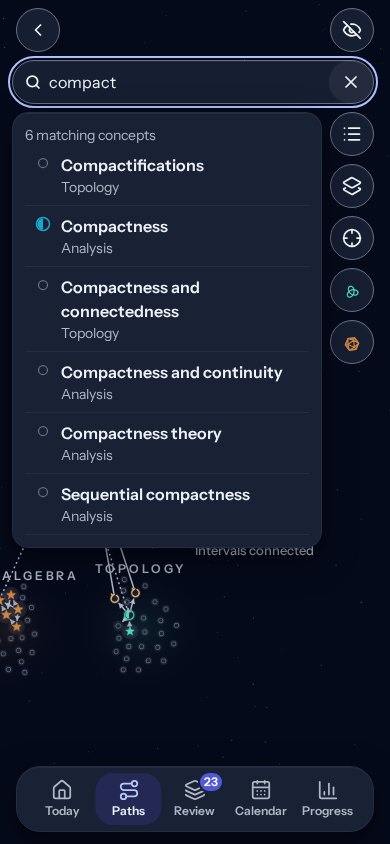 compact
6 matching concepts
Compactifications
Topology
Compactness
Analysis
Compactness and
connectedness
Topology
Compactness and continuity
Analysis
Compactness theory
Analysis
Sequential compactness
Analysis
Intervals connected
ALGEBRA
TOPOLOGY
23
Today
Paths
Review
Calendar
Progress